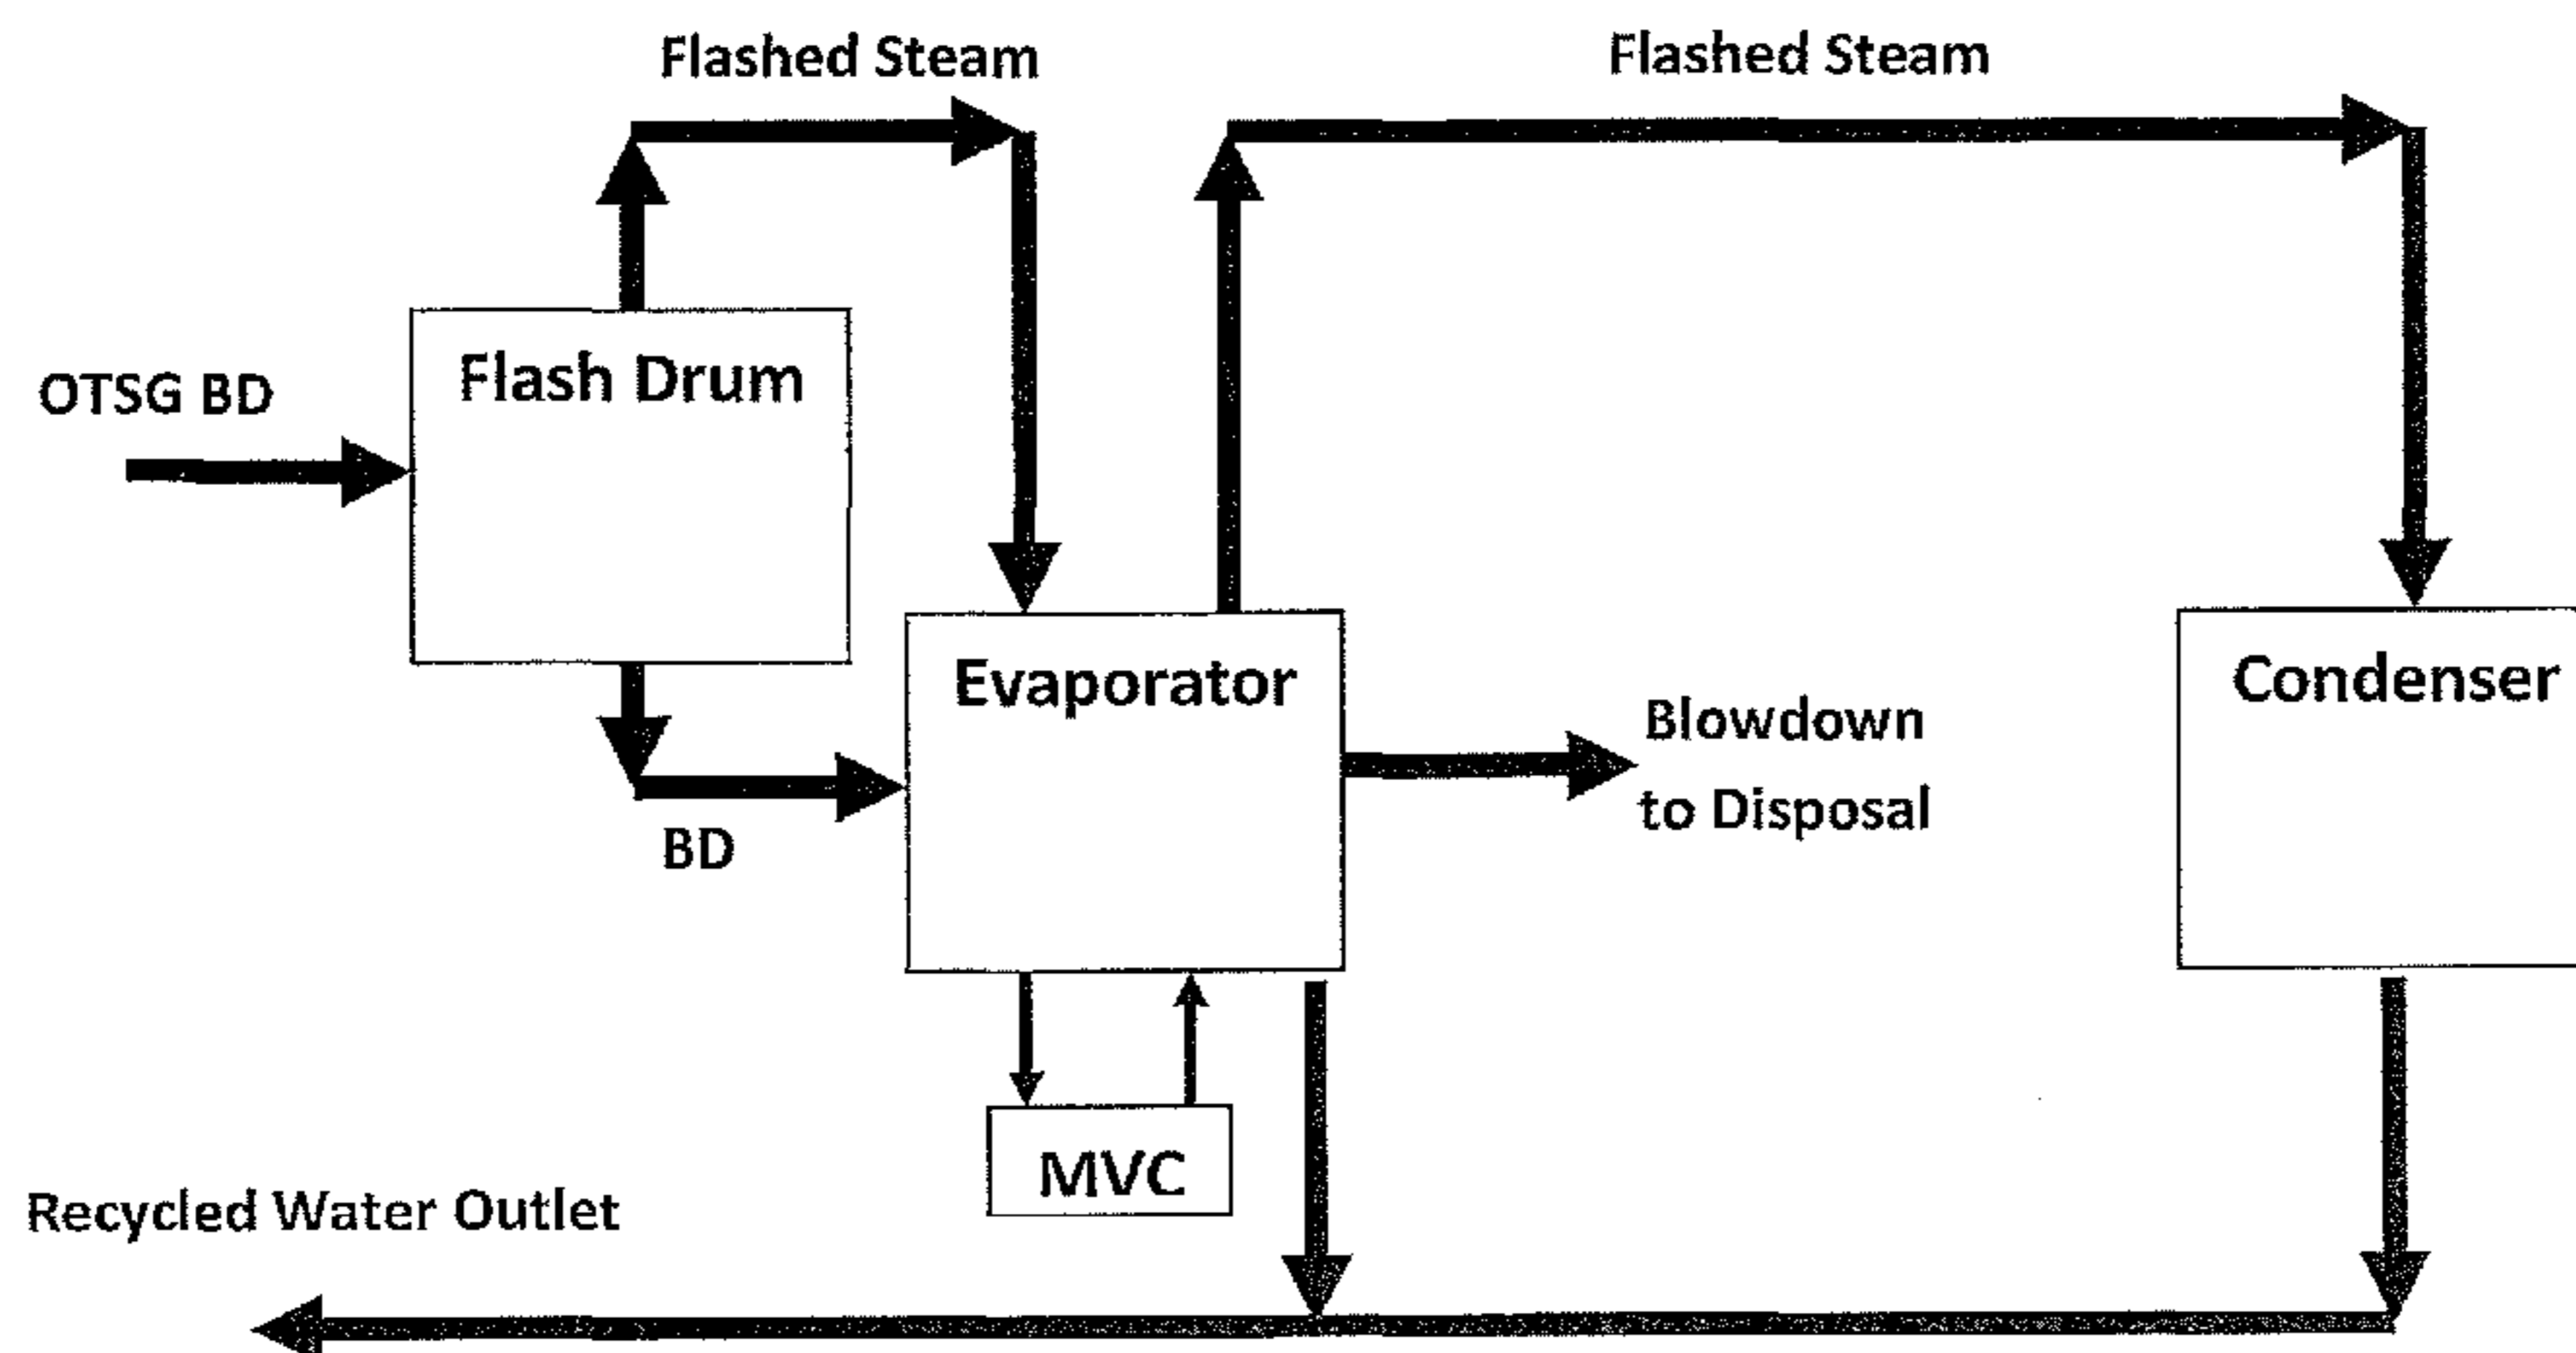 Flashed Steam
Flashed Steam
OTSG BD
Flash Drum
Evaporator
Condenser
Blowdown
to Disposal
BD
MVC
Recycled Water Outlet